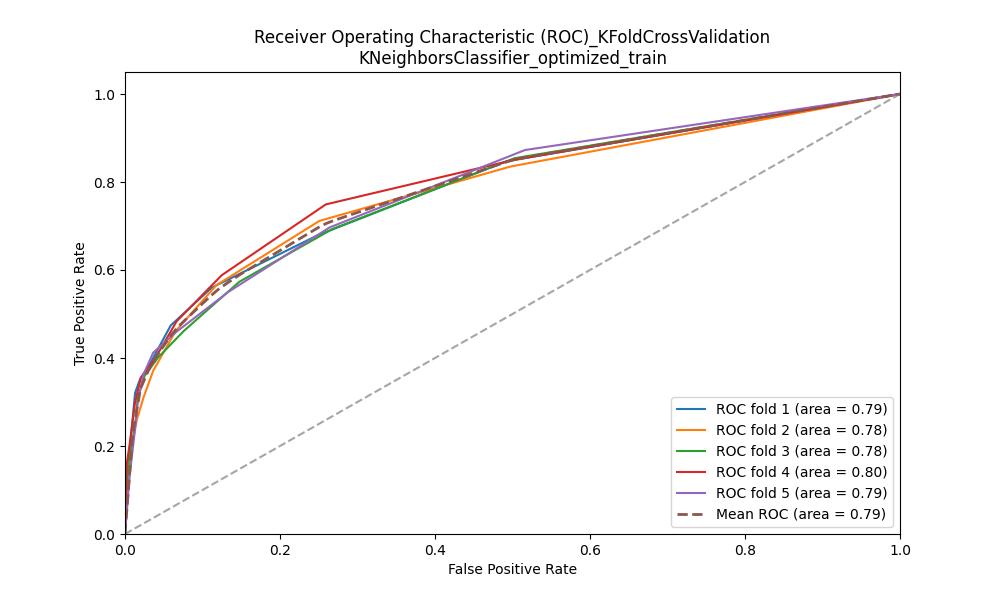 Receiver Operating Characteristic (ROC)_KFoldCrossValidation
KNeighborsClassifier_optimized_train
1.0
0.8
0.6
0.4
0.2
0.0
True Positive Rate
ROC fold 1 (area = 0.79)
ROC fold 2 (area = 0.78)
ROC fold 3 (area = 0.78)
ROC fold 4 (area = 0.80)
ROC fold 5 (area = 0.79)
Mean ROC (area = 0.79)
0.0 0.2 0.4 0.6 0.8 1.0
False Positive Rate